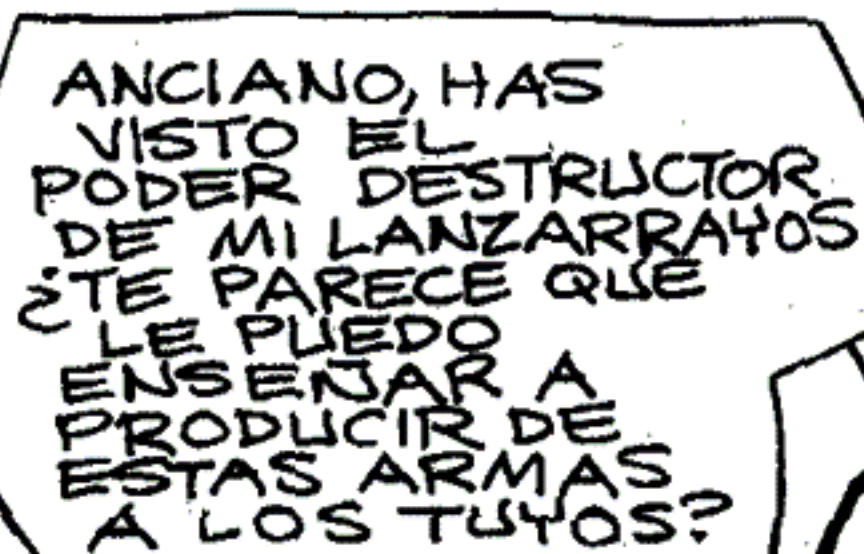 ANCIANO, HAS
VISTO EL
PODER DESTRUCTOR
DE MI LANZARRAYOS
¿TE PARECE QUE
LE PUEDO
ENSEÑAR A
PRODUCIR DE
ESTAS ARMAS
A LOS TUYOS?